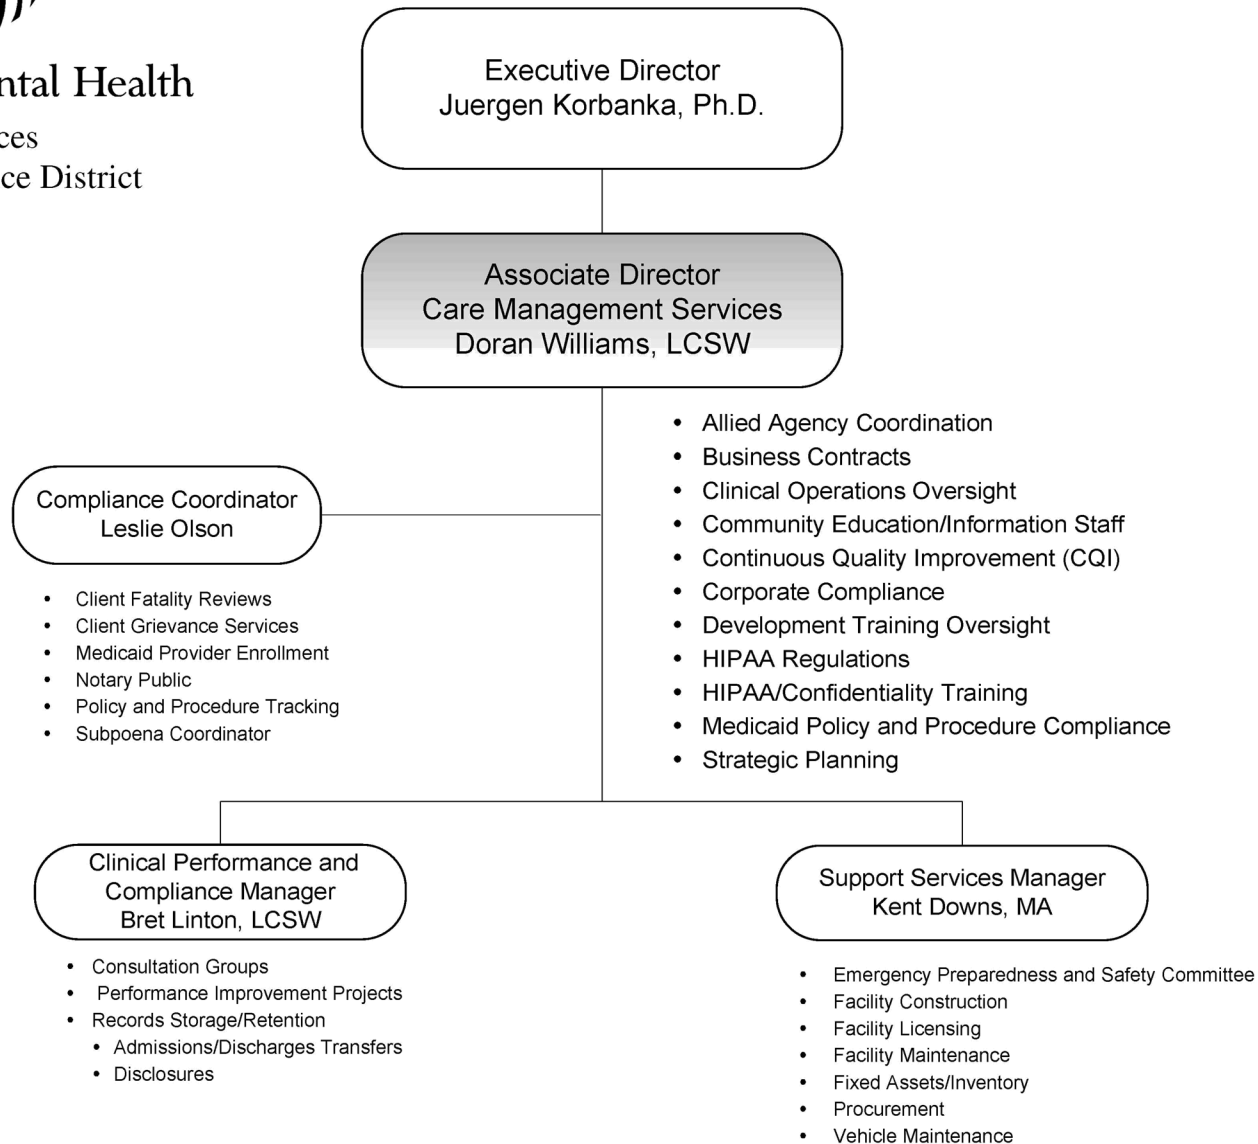 ntal Health
ces
ce District
Executive Director
Juergen Korbanka, Ph.D.
Associate Director
Care Management Services
Doran Williams, LCSW
• Allied Agency Coordination
• Business Contracts
• Clinical Operations Oversight
• Community Education/Information Staff
• Continuous Quality Improvement (CQI)
• Corporate Compliance
• Development Training Oversight
• HIPAA Regulations
• HIPAA/Confidentiality Training
• Medicaid Policy and Procedure Compliance
• Strategic Planning
Compliance Coordinator
Leslie Olson
• Client Fatality Reviews
• Client Grievance Services
• Medicaid Provider Enrollment
• Notary Public
• Policy and Procedure Tracking
• Subpoena Coordinator
Clinical Performance and
Compliance Manager
Bret Linton, LCSW
• Consultation Groups
• Performance Improvement Projects
• Records Storage/Retention
• Admissions/Discharges Transfers
• Disclosures
Support Services Manager
Kent Downs, MA
• Emergency Preparedness and Safety Committee
• Facility Construction
• Facility Licensing
• Facility Maintenance
• Fixed Assets/Inventory
• Procurement
• Vehicle Maintenance